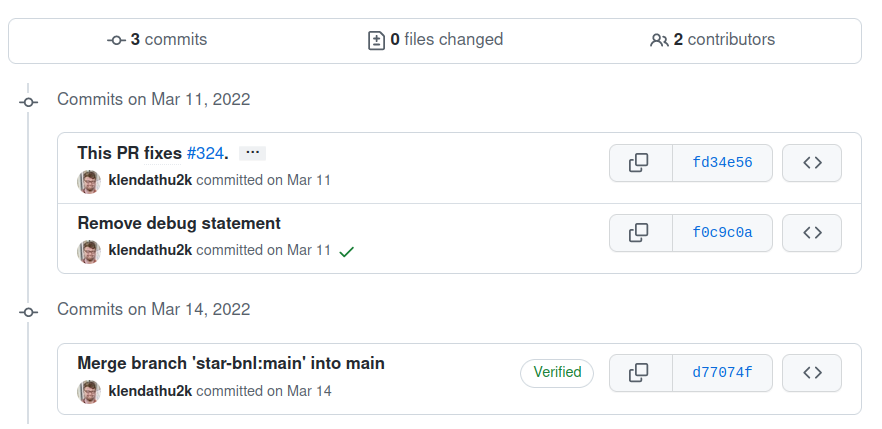 3 commits 0 files changed 2 contributors
Commits on Mar 11, 2022
This PR fixes #324. ...
fd34e56
klendathu2k committed on Mar 11
Remove debug statement
f0c9c0a
klendathu2k committed on Mar 11
Commits on Mar 14, 2022
Merge branch 'star-bnl:main' into main
Verified
d77074f
klendathu2k committed on Mar 14